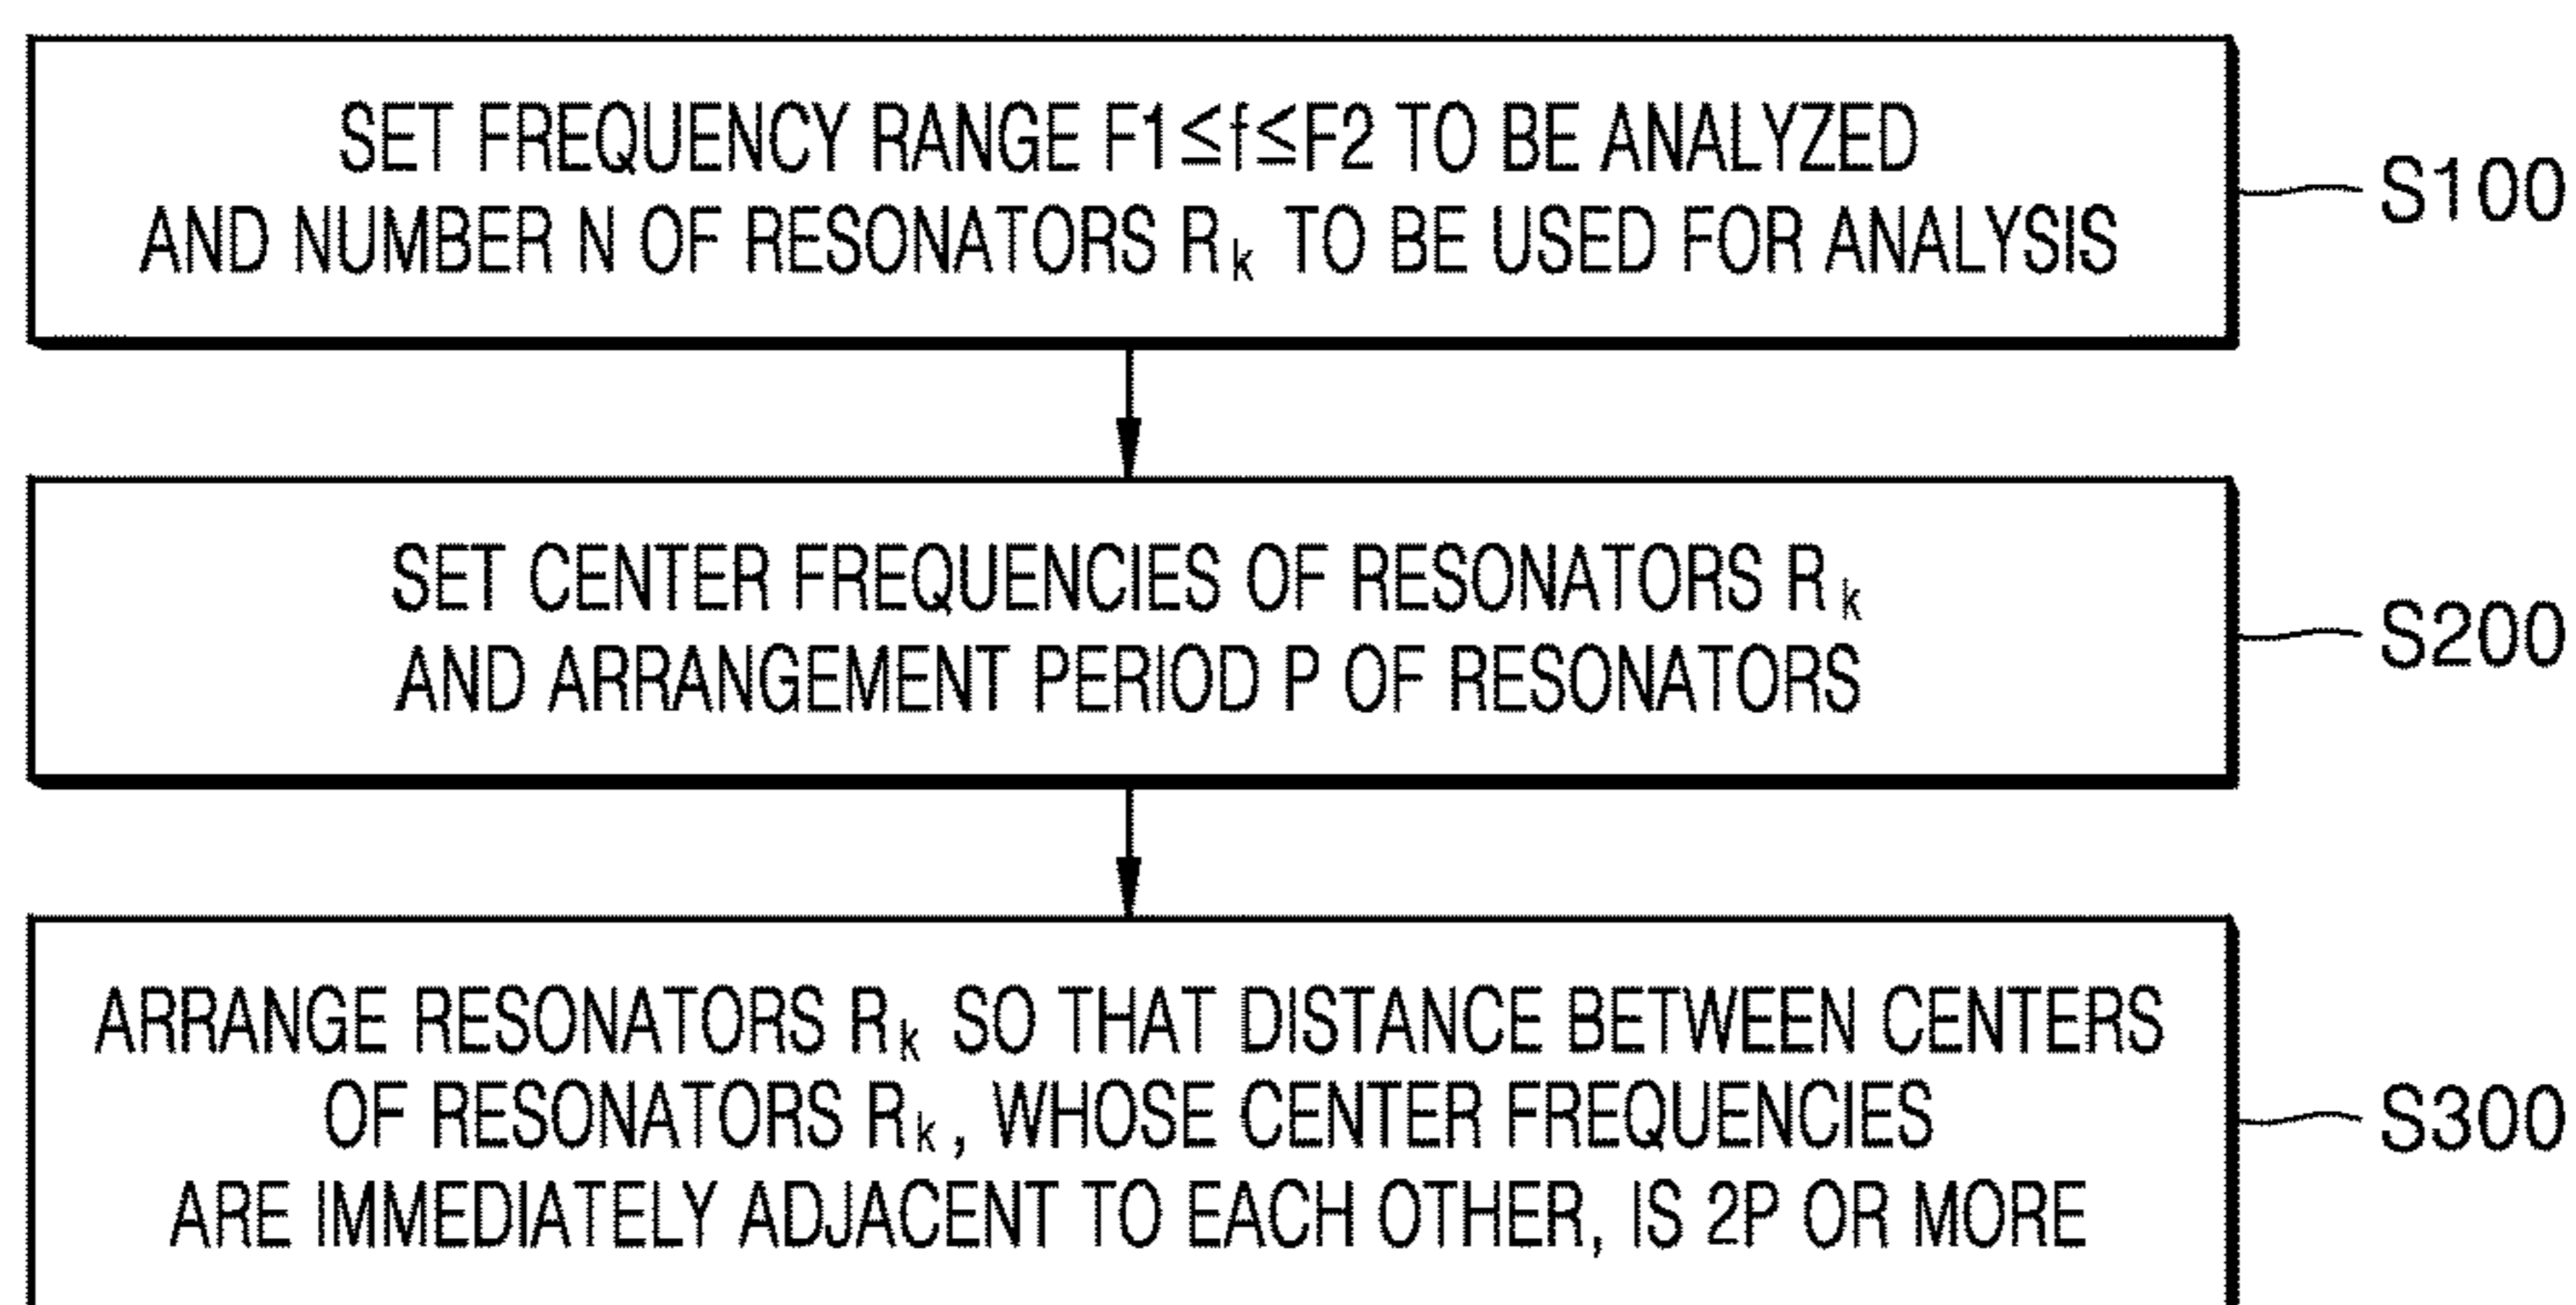 SET FREQUENCY RANGE F1≤f≤F2 TO BE ANALYZED
AND NUMBER N OF RESONATORS Rk TO BE USED FOR ANALYSIS
S100
SET CENTER FREQUENCIES OF RESONATORS Rk
AND ARRANGEMENT PERIOD P OF RESONATORS
S200
ARRANGE RESONATORS Rk SO THAT DISTANCE BETWEEN CENTERS
OF RESONATORS Rk, WHOSE CENTER FREQUENCIES
ARE IMMEDIATELY ADJACENT TO EACH OTHER, IS 2P OR MORE
S300